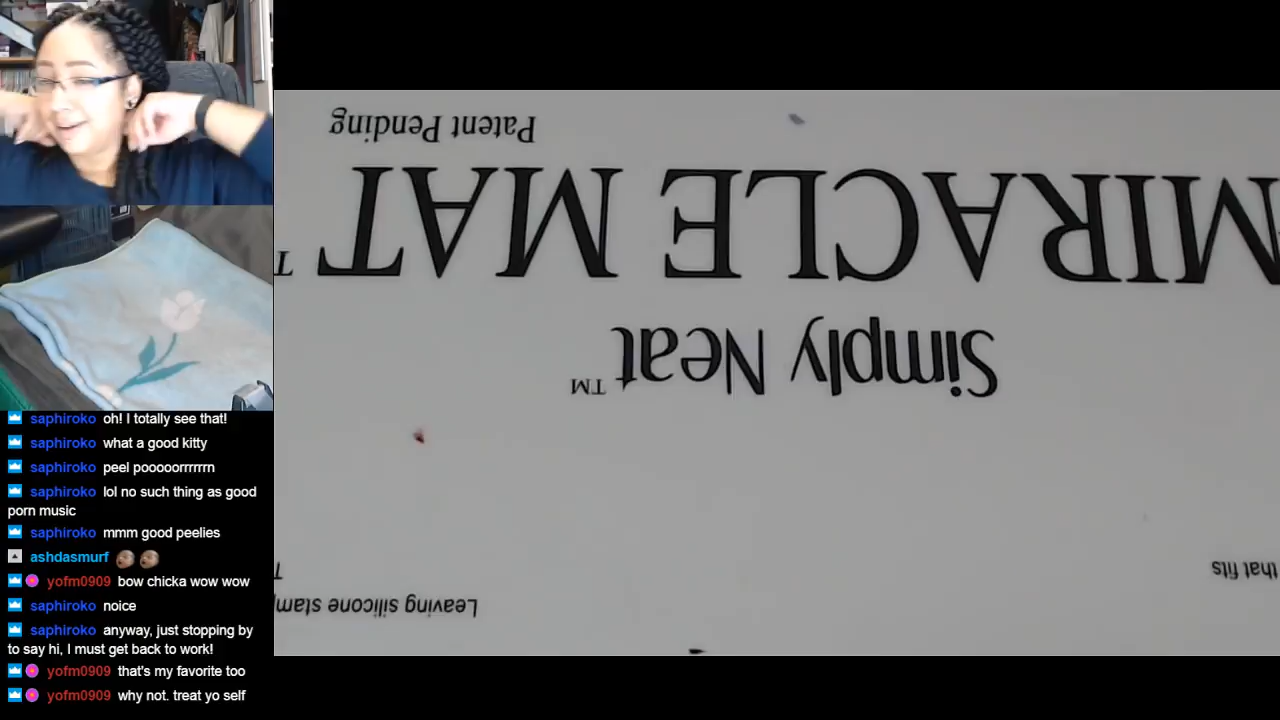 Patent Pending
MIRACLE MAT
Simply Neat™
that fits
Leaving silicone stam
saphiroko oh! I totally see that!
saphiroko what a good kitty
saphiroko peel pooooorrrrrrn
saphiroko lol no such thing as good
porn music
saphiroko mmm good peelies
ashdasmurf
yofm0909 bow chicka wow wow
saphiroko noice
saphiroko anyway, just stopping by
to say hi, I must get back to work!
yofm0909 that's my favorite too
yofm0909 why not. treat yo self